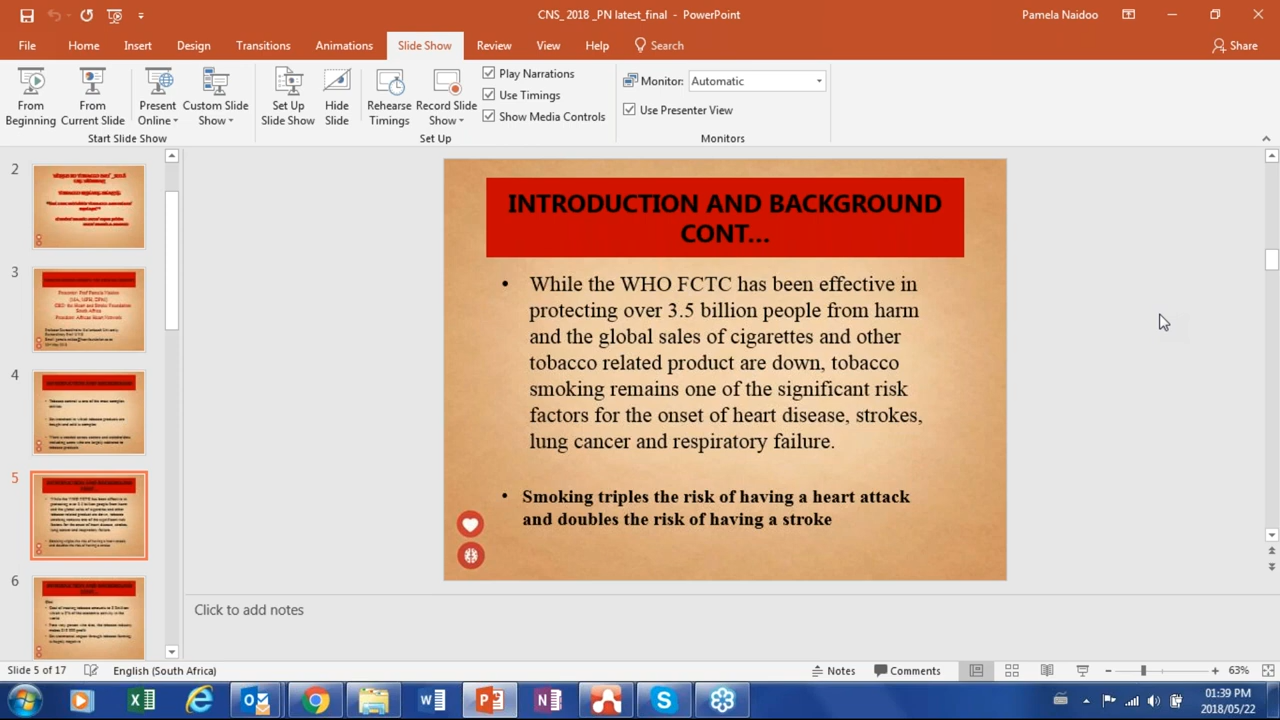 CNS_ 2018 _PN latest_final - PowerPoint
Pamela Naidoo
File Home Insert Design Transitions Animations Slide Show Review View Help Search Share
From Beginning
From Current Slide
Present Online
Custom Slide Show
Set Up Slide Show
Hide Slide
Rehearse Timings
Record Slide Show
Play Narrations
Use Timings
Show Media Controls
Monitor: Automatic
Use Presenter View
Start Slide Show
Set Up
Monitors
2
3
4
5
6
INTRODUCTION AND BACKGROUND
CONT...
• While the WHO FCTC has been effective in
protecting over 3.5 billion people from harm
and the global sales of cigarettes and other
tobacco related product are down, tobacco
smoking remains one of the significant risk
factors for the onset of heart disease, strokes,
lung cancer and respiratory failure.
• Smoking triples the risk of having a heart attack
and doubles the risk of having a stroke
Click to add notes
Slide 5 of 17 English (South Africa) Notes Comments 63%
01:39 PM
2018/05/22